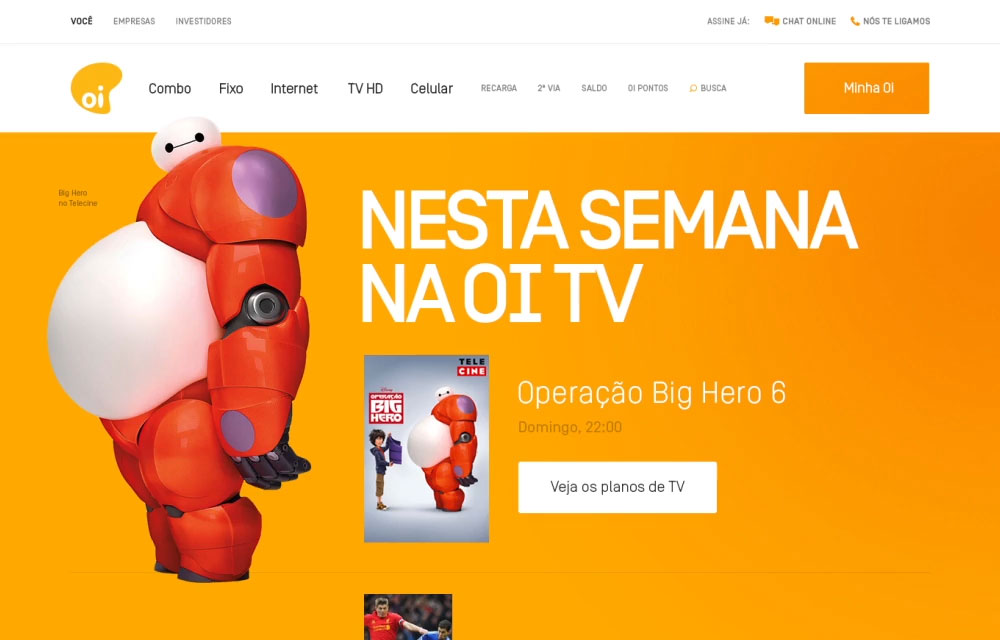 VOCÊ EMPRESAS INVESTIDORES ASSINE JÁ: CHAT ONLINE NÓS TE LIGAMOS
oi Combo Fixo Internet TV HD Celular RECARGA 2ª VIA SALDO OI PONTOS BUSCA Minha OI
Big Hero
no Telecine
NESTA SEMANA
NA OI TV
TELE
CINE
Disney
OPERAÇÃO
BIG
HERO
Operação Big Hero 6
Domingo, 22:00
Veja os planos de TV